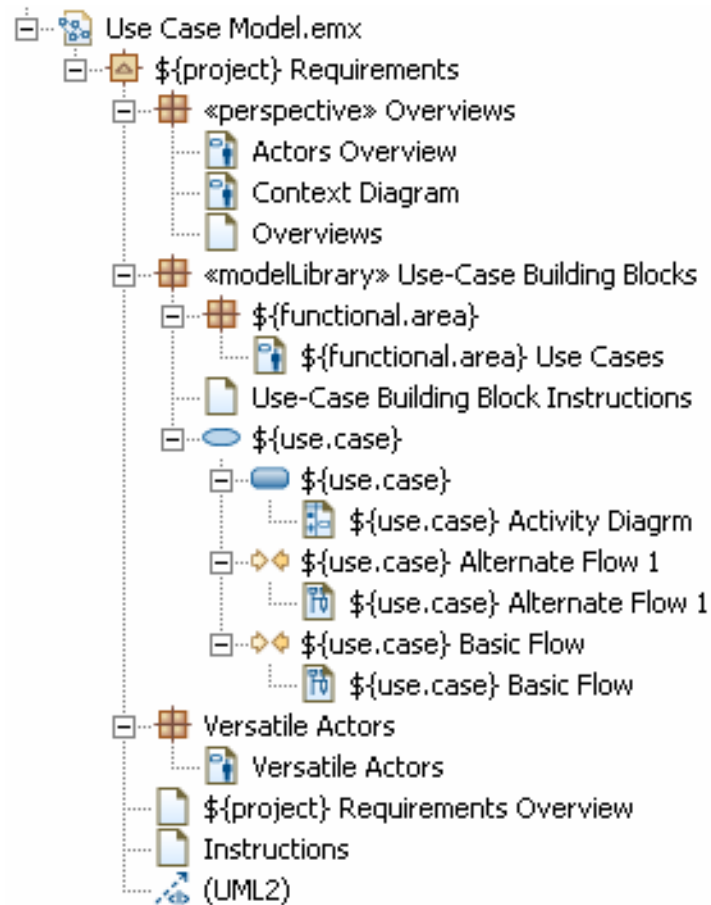 Use Case Model.emx
${project} Requirements
«perspective» Overviews
Actors Overview
Context Diagram
Overviews
«modelLibrary» Use-Case Building Blocks
${functional.area}
${functional.area} Use Cases
Use-Case Building Block Instructions
${use.case}
${use.case}
${use.case} Activity Diagrm
${use.case} Alternate Flow 1
${use.case} Alternate Flow 1
${use.case} Basic Flow
${use.case} Basic Flow
Versatile Actors
Versatile Actors
${project} Requirements Overview
Instructions
(UML2)